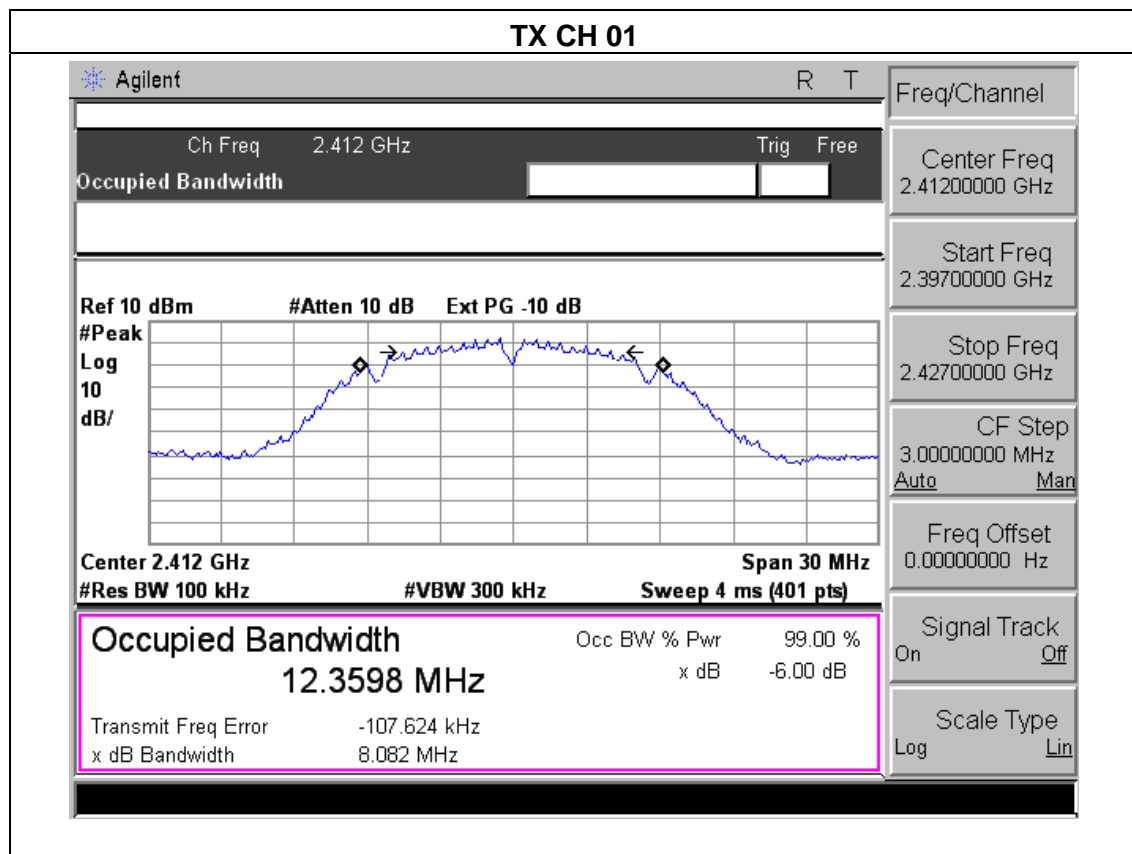 TX CH 01
Agilent R T
Ch Freq 2.412 GHz Trig Free
Occupied Bandwidth
Ref 10 dBm #Atten 10 dB Ext PG -10 dB
#Peak
Log
10
dB/
Center 2.412 GHz Span 30 MHz
#Res BW 100 kHz #VBW 300 kHz Sweep 4 ms (401 pts)
Occupied Bandwidth Occ BW % Pwr 99.00 %
12.3598 MHz x dB -6.00 dB
Transmit Freq Error -107.624 kHz
x dB Bandwidth 8.082 MHz
Freq/Channel
Center Freq
2.41200000 GHz
Start Freq
2.39700000 GHz
Stop Freq
2.42700000 GHz
CF Step
3.00000000 MHz
Auto Man
Freq Offset
0.00000000 Hz
Signal Track
On Off
Scale Type
Log Lin